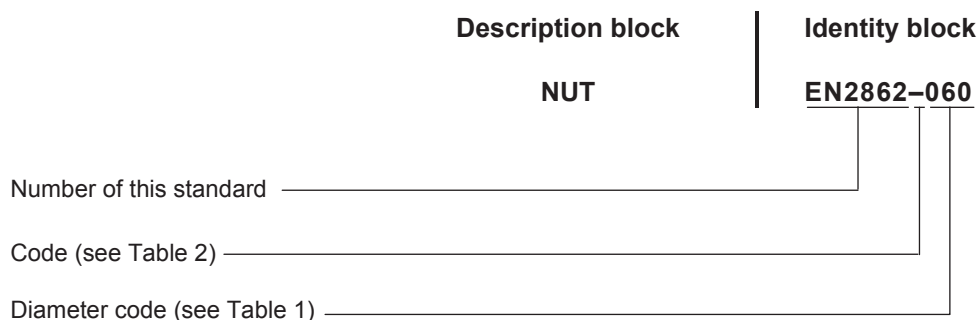 Description block Identity block
NUT EN2862–060
Number of this standard
Code (see Table 2)
Diameter code (see Table 1)